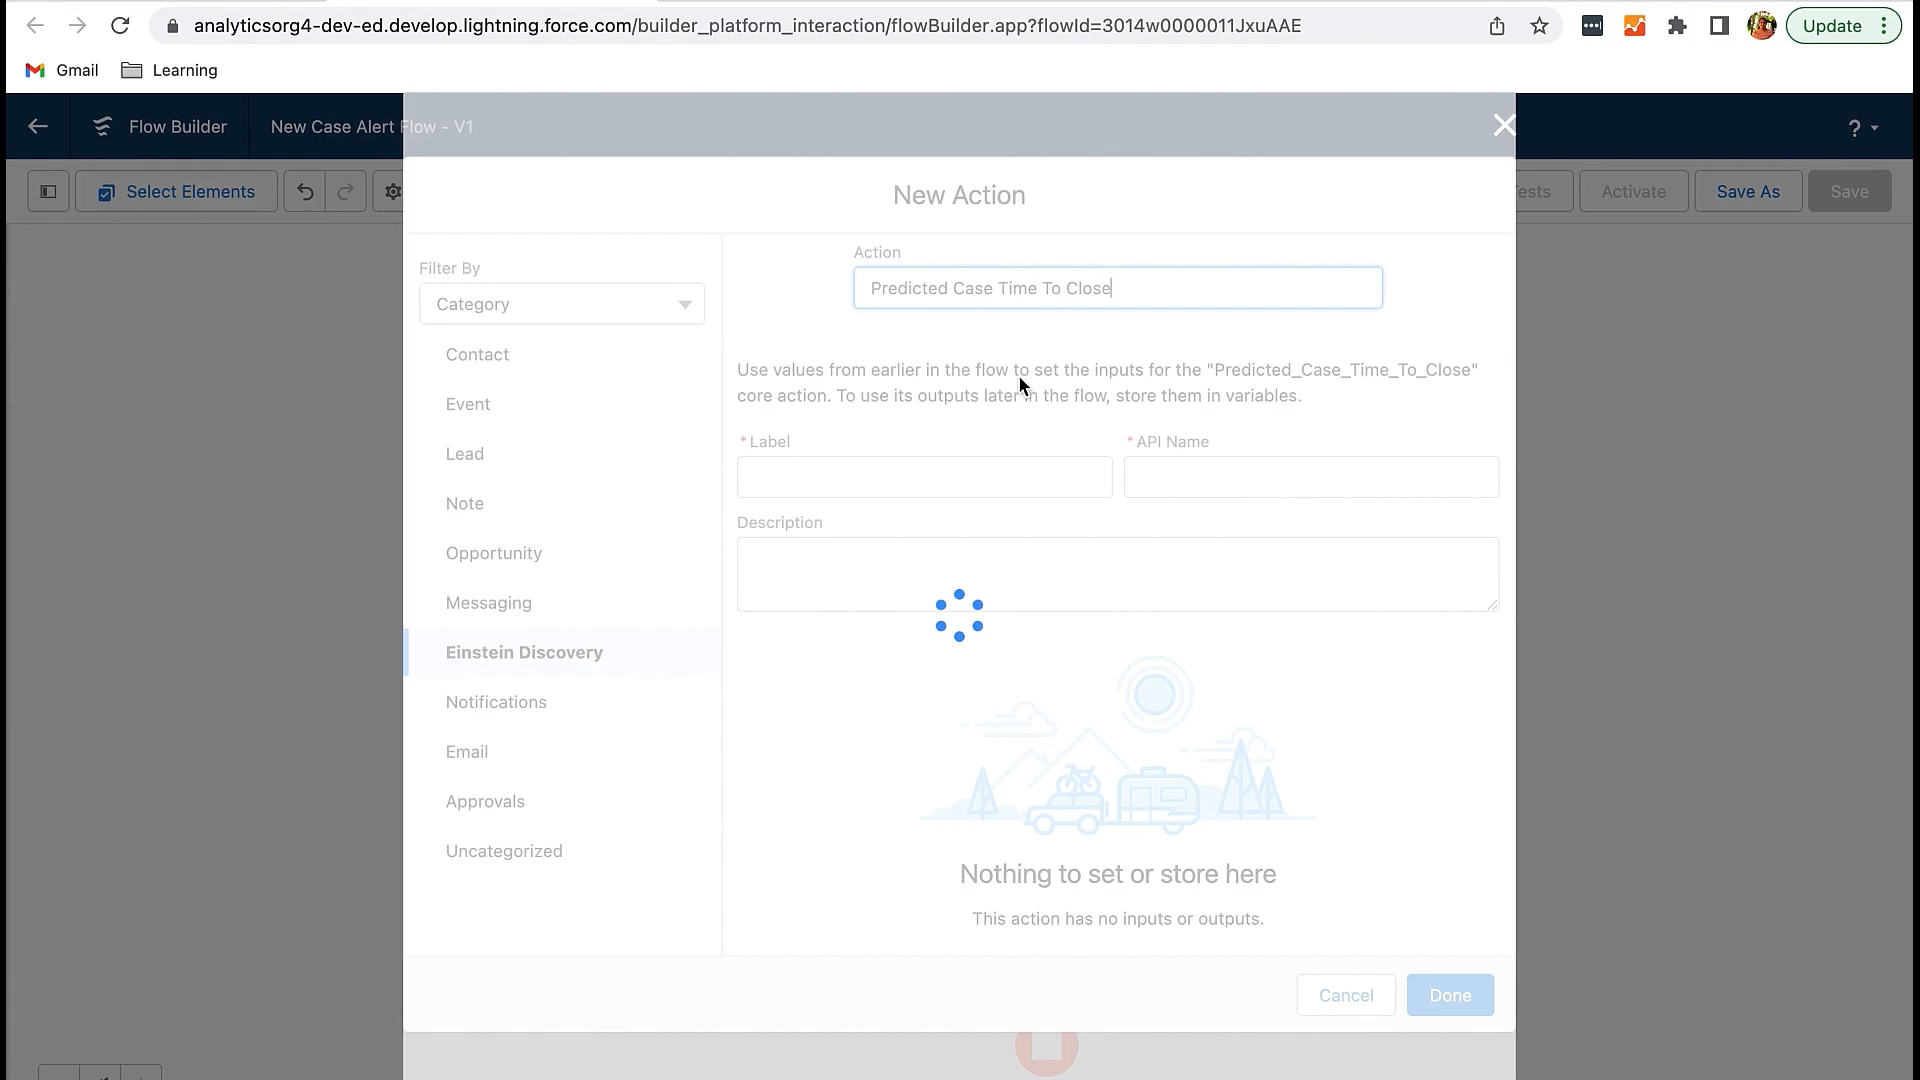 analyticsorg4-dev-ed.develop.lightning.force.com/builder_platform_interaction/flowBuilder.app?flowId=3014w0000011JxuAAE
Update
Gmail
Learning
Flow Builder
New Case Alert Flow - V1
?
Select Elements
Activate
Save As
Save
New Action
Filter By
Category
Contact
Event
Lead
Note
Opportunity
Messaging
Einstein Discovery
Notifications
Email
Approvals
Uncategorized
Action
Predicted Case Time To Close
Use values from earlier in the flow to set the inputs for the "Predicted_Case_Time_To_Close"
core action. To use its outputs later in the flow, store them in variables.
* Label
* API Name
Description
Nothing to set or store here
This action has no inputs or outputs.
Cancel
Done